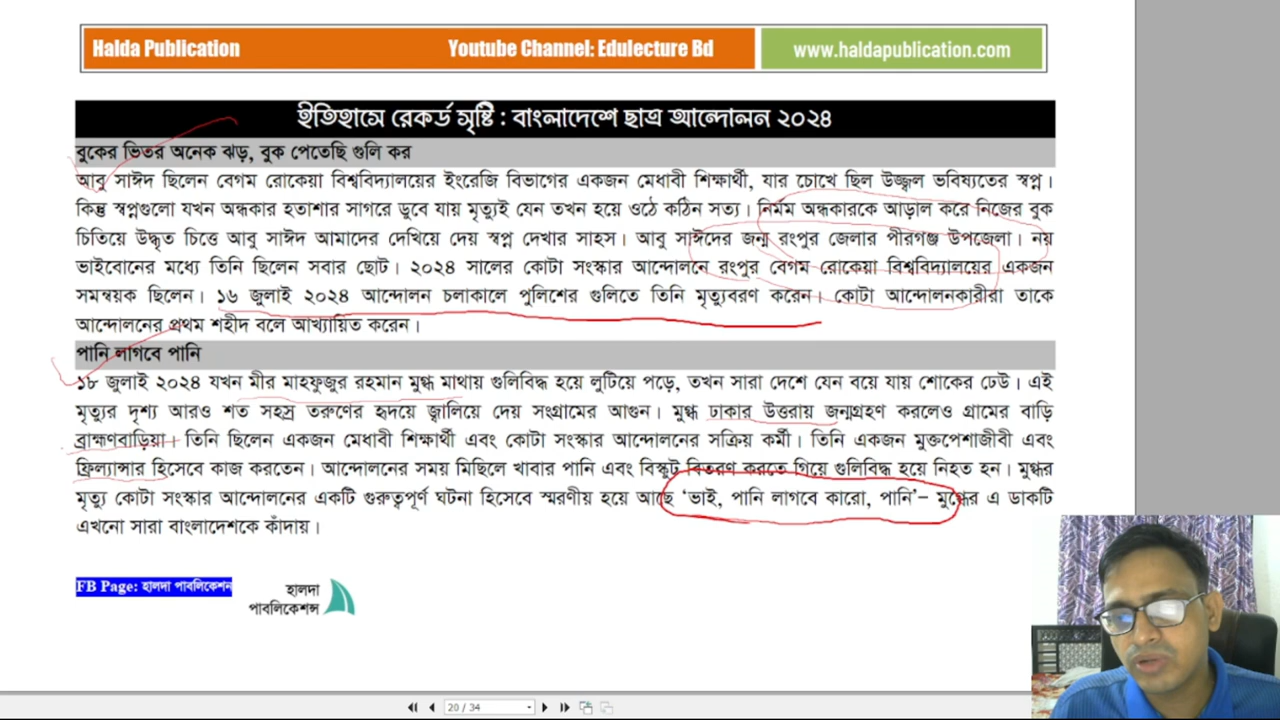 Halda Publication Youtube Channel: Edulecture Bd www.haldapublication.com
ইতিহাসে রেকর্ড সৃষ্টি : বাংলাদেশে ছাত্র আন্দোলন ২০২৪
বুকের ভিতর অনেক ঝড়, বুক পেতেছি গুলি কর
আবু সাঈদ ছিলেন বেগম রোকেয়া বিশ্ববিদ্যালয়ের ইংরেজি বিভাগের একজন মেধাবী শিক্ষার্থী, যার চোখে ছিল উজ্জ্বল ভবিষ্যতের স্বপ্ন।
কিন্তু স্বপ্নগুলো যখন অন্ধকার হতাশার সাগরে ডুবে যায় মৃত্যুই যেন তখন হয়ে ওঠে কঠিন সত্য। নির্মম অন্ধকারকে আড়াল করে নিজের বুক
চিতিয়ে উদ্ধৃত চিত্তে আবু সাঈদ আমাদের দেখিয়ে দেয় স্বপ্ন দেখার সাহস। আবু সাঈদের জন্ম রংপুর জেলার পীরগঞ্জ উপজেলা। নয়
ভাইবোনের মধ্যে তিনি ছিলেন সবার ছোট। ২০২৪ সালের কোটা সংস্কার আন্দোলনে রংপুর বেগম রোকেয়া বিশ্ববিদ্যালয়ের একজন
সমন্বয়ক ছিলেন। ১৬ জুলাই ২০২৪ আন্দোলন চলাকালে পুলিশের গুলিতে তিনি মৃত্যুবরণ করেন। কোটা আন্দোলনকারীরা তাকে
আন্দোলনের প্রথম শহীদ বলে আখ্যায়িত করেন।
পানি লাগবে পানি
১৮ জুলাই ২০২৪ যখন মীর মাহফুজুর রহমান মুগ্ধ মাথায় গুলিবিদ্ধ হয়ে লুটিয়ে পড়ে, তখন সারা দেশে যেন বয়ে যায় শোকের ঢেউ। এই
মৃত্যুর দৃশ্য আরও শত সহস্র তরুণের হৃদয়ে জ্বালিয়ে দেয় সংগ্রামের আগুন। মুগ্ধ ঢাকার উত্তরায় জন্মগ্রহণ করলেও গ্রামের বাড়ি
ব্রাহ্মণবাড়িয়া। তিনি ছিলেন একজন মেধাবী শিক্ষার্থী এবং কোটা সংস্কার আন্দোলনের সক্রিয় কর্মী। তিনি একজন মুক্তপেশাজীবী এবং
ফ্রিল্যান্সার হিসেবে কাজ করতেন। আন্দোলনের সময় মিছিলে খাবার পানি এবং বিস্কুট বিতরণ করতে গিয়ে গুলিবিদ্ধ হয়ে নিহত হন। মুগ্ধর
মৃত্যু কোটা সংস্কার আন্দোলনের একটি গুরুত্বপূর্ণ ঘটনা হিসেবে স্মরণীয় হয়ে আছে ‘ভাই, পানি লাগবে কারো, পানি’– মুগ্ধের এ ডাকটি
এখনো সারা বাংলাদেশকে কাঁদায়।
FB Page: হালদা পাবলিকেশন
হালদা
পাবলিকেশন্স
20 / 34